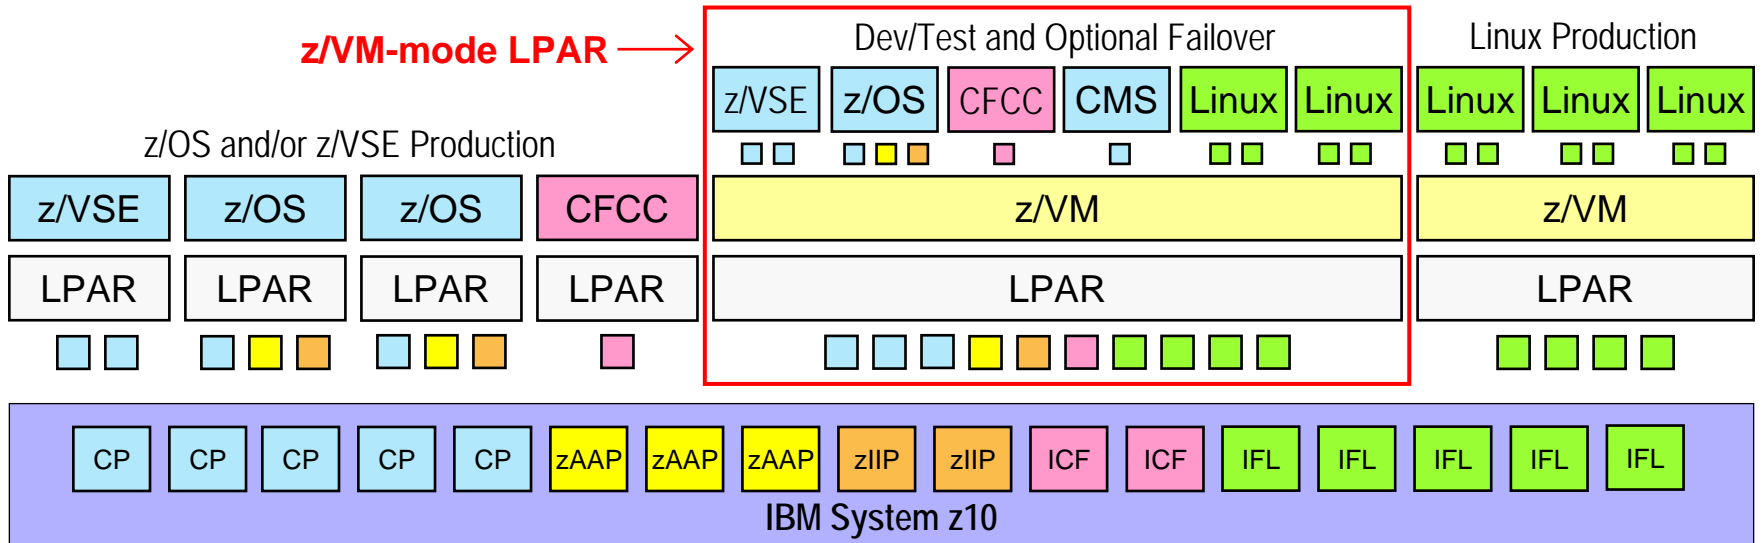 z/VM-mode LPAR
Dev/Test and Optional Failover
Linux Production
z/VSE z/OS CFCC CMS Linux Linux Linux Linux Linux
z/OS and/or z/VSE Production
z/VSE z/OS z/OS CFCC z/VM z/VM
LPAR LPAR LPAR LPAR LPAR LPAR
CP CP CP CP CP zAAP zAAP zAAP zIIP zIIP ICF ICF IFL IFL IFL IFL IFL
IBM System z10